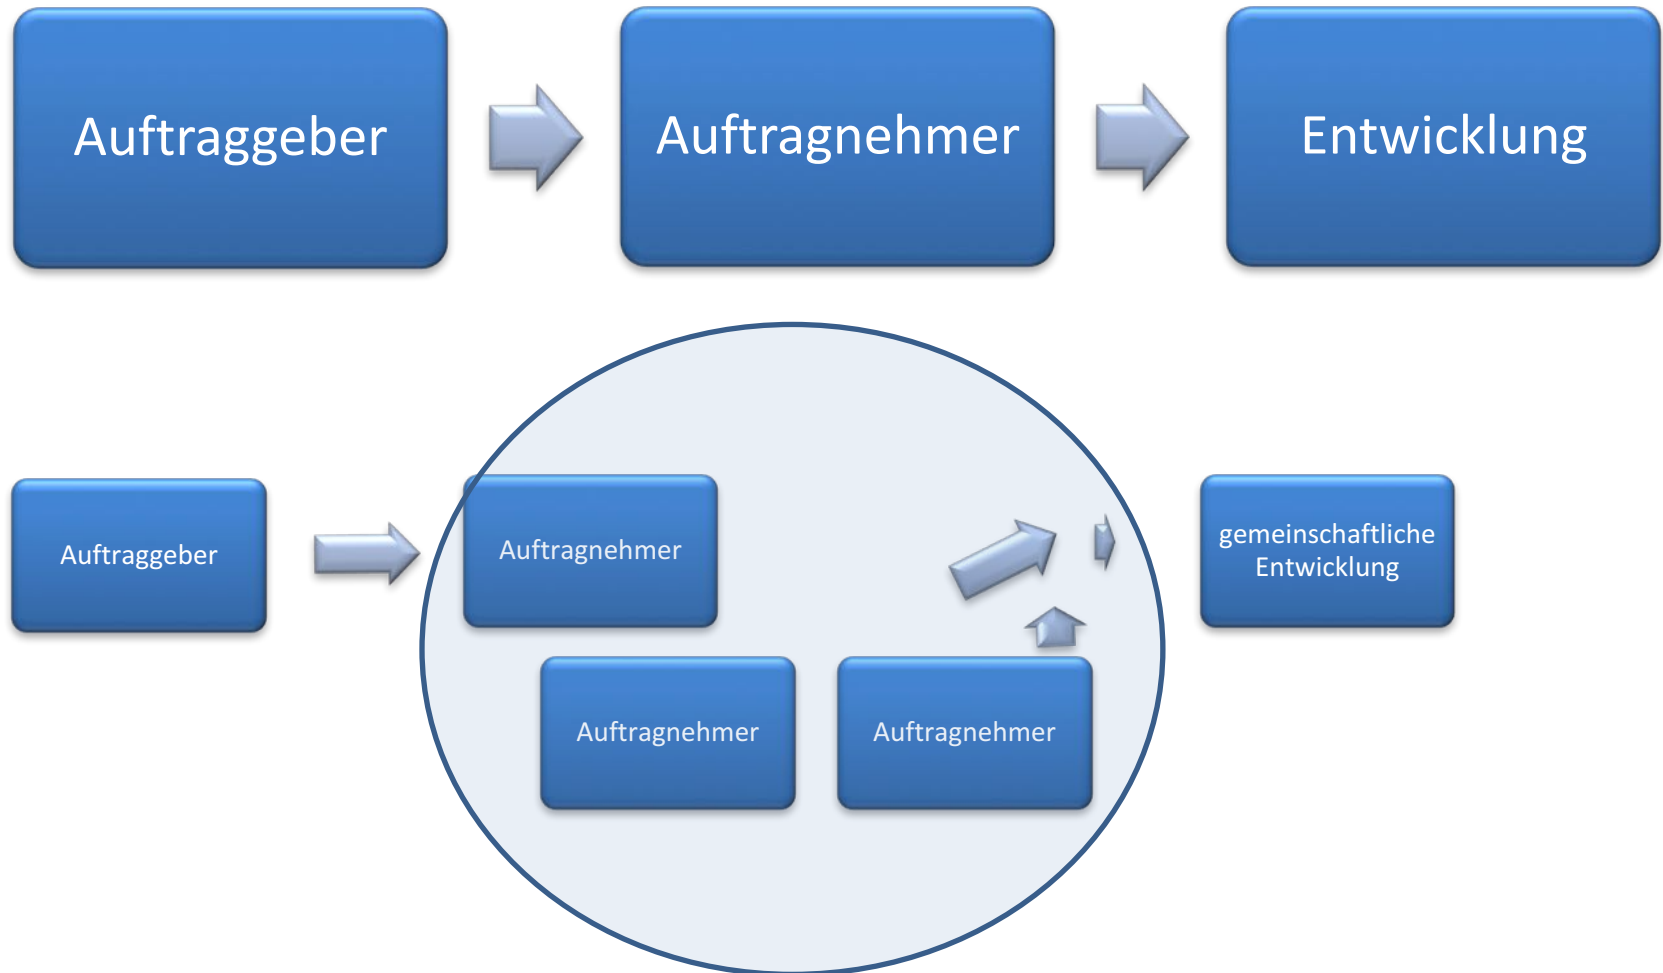 Auftraggeber
Auftragnehmer
Entwicklung
Auftraggeber
Auftragnehmer
gemeinschaftliche
Entwicklung
Auftragnehmer
Auftragnehmer